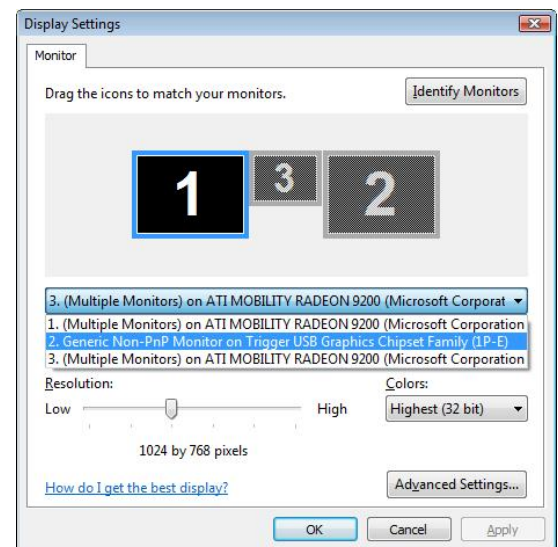 Display Settings
Monitor
Drag the icons to match your monitors.
Identify Monitors
1
3
2
3. (Multiple Monitors) on ATI MOBILITY RADEON 9200 (Microsoft Corporat
1. (Multiple Monitors) on ATI MOBILITY RADEON 9200 (Microsoft Corporation
2. Generic Non-PnP Monitor on Trigger USB Graphics Chipset Family (1P-E)
3. (Multiple Monitors) on ATI MOBILITY RADEON 9200 (Microsoft Corporation
Resolution:
Colors:
Low
High
Highest (32 bit)
1024 by 768 pixels
How do I get the best display?
Advanced Settings...
OK
Cancel
Apply